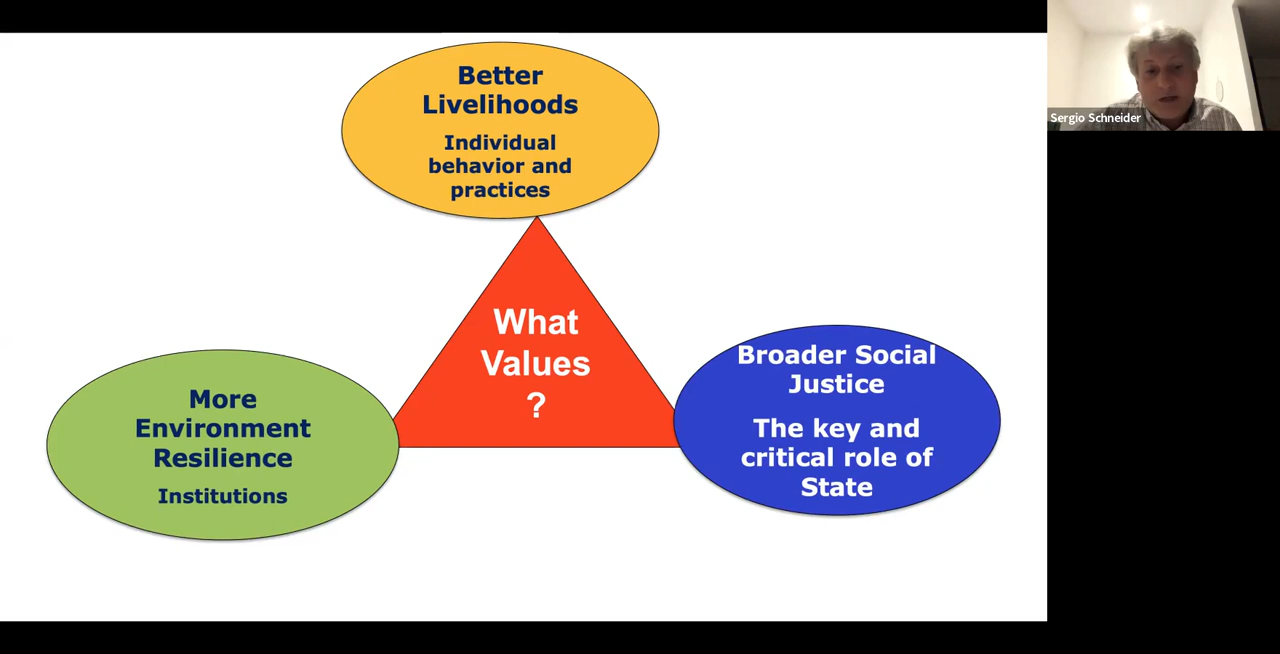 Better
Livelihoods
Individual
behavior and
practices
Sergio Schneider
What
Values
?
More
Environment
Resilience
Institutions
Broader Social
Justice
The key and
critical role of
State